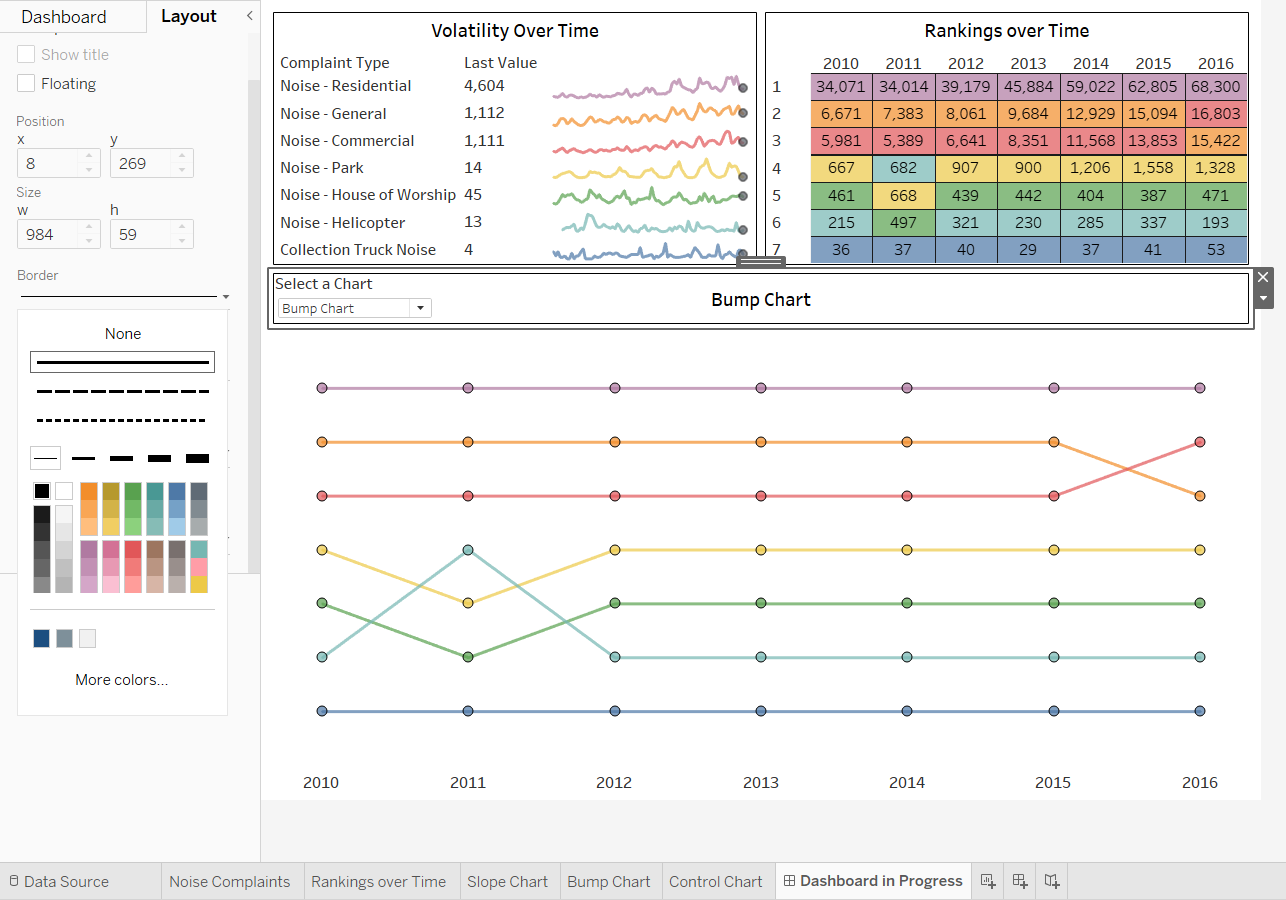 Dashboard
Layout
Show title
Floating
Position
x y
8 269
Size
w h
984 59
Border
None
More colors...
Volatility Over Time
Complaint Type Last Value
Noise - Residential 4,604
Noise - General 1,112
Noise - Commercial 1,111
Noise - Park 14
Noise - House of Worship 45
Noise - Helicopter 13
Collection Truck Noise 4
Rankings over Time
2010 2011 2012 2013 2014 2015 2016
1 34,071 34,014 39,179 45,884 59,022 62,805 68,300
2 6,671 7,383 8,061 9,684 12,929 15,094 16,803
3 5,981 5,389 6,641 8,351 11,568 13,853 15,422
4 667 682 907 900 1,206 1,558 1,328
5 461 668 439 442 404 387 471
6 215 497 321 230 285 337 193
7 36 37 40 29 37 41 53
Select a Chart
Bump Chart
Bump Chart
2010 2011 2012 2013 2014 2015 2016
Data Source Noise Complaints Rankings over Time Slope Chart Bump Chart Control Chart Dashboard in Progress